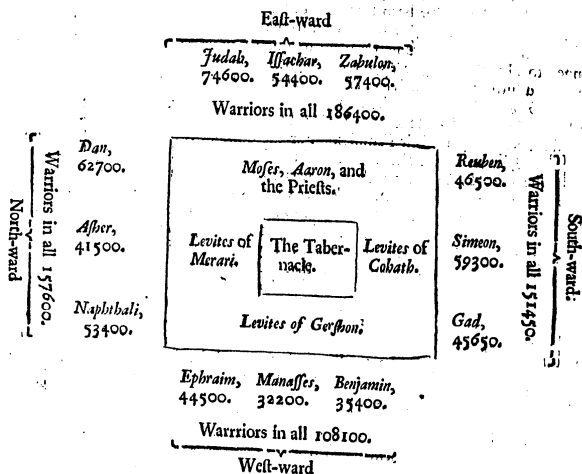 Eaſt-ward
Judah, Iſſachar, Zabulon,
74600. 54400. 57400.
Warriors in all 186400.
North-ward
Warriors in all 157600.
Dan,
62700.
Aſher,
41500.
Naphthali,
53400.
Moſes, Aaron, and
the Prieſts.
Levites of
Merari.
The Taber-
nacle.
Levites of
Cohath.
Levites of Gerſhon.
Reuben,
46500.
Simeon,
59300.
Gad,
45650.
Warriors in all 151450.
South-ward:
Ephraim, Manaſſes, Benjamin,
44500. 32200. 35400.
Warrriors in all 108100.
Weſt-ward